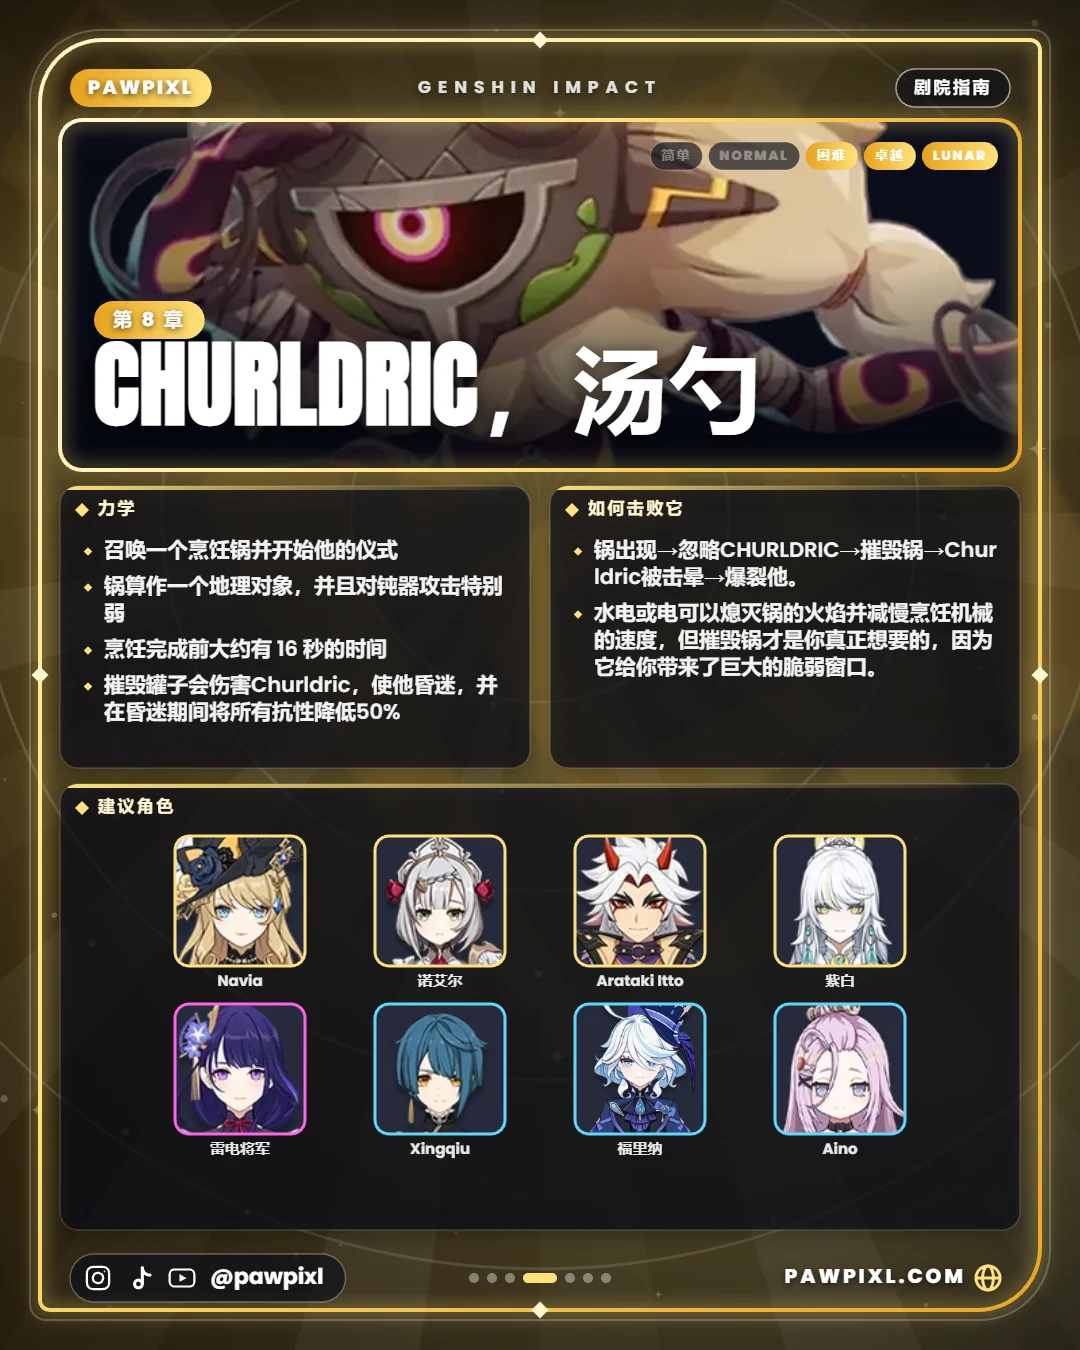 PAWPIXL
GENSHIN IMPACT
剧院指南
简单
NORMAL
困难
卓越
LUNAR
第 8 章
CHURLDRIC，汤勺
力学
召唤一个烹饪锅并开始他的仪式
锅算作一个地理对象，并且对钝器攻击特别
弱
烹饪完成前大约有 16 秒的时间
摧毁罐子会伤害Churldric，使他昏迷，并
在昏迷期间将所有抗性降低50%
如何击败它
锅出现→忽略CHURLDRIC→摧毁锅→Chur
ldric被击晕→爆裂他。
水电或电可以熄灭锅的火焰并减慢烹饪机械
的速度，但摧毁锅才是你真正想要的，因为
它给你带来了巨大的脆弱窗口。
建议角色
Navia
诺艾尔
Arataki Itto
紫白
雷电将军
Xingqiu
福里纳
Aino
@pawpixl
PAWPIXL.COM